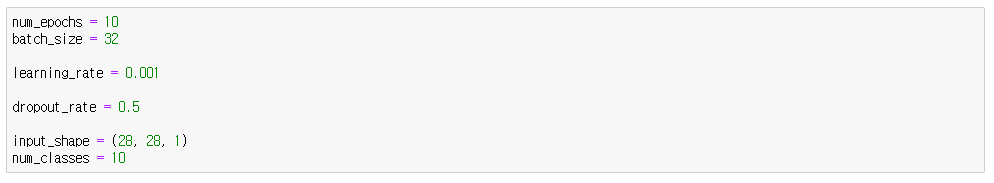 num_epochs = 10
batch_size = 32
learning_rate = 0.001
dropout_rate = 0.5
input_shape = (28, 28, 1)
num_classes = 10